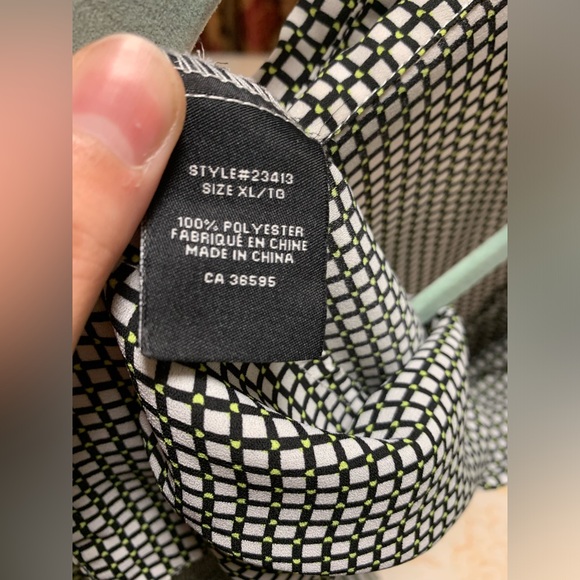 STYLE#23413
SIZE XL/TG
100% POLYESTER
FABRIQUÉ EN CHINE
MADE IN CHINA
CA 36595